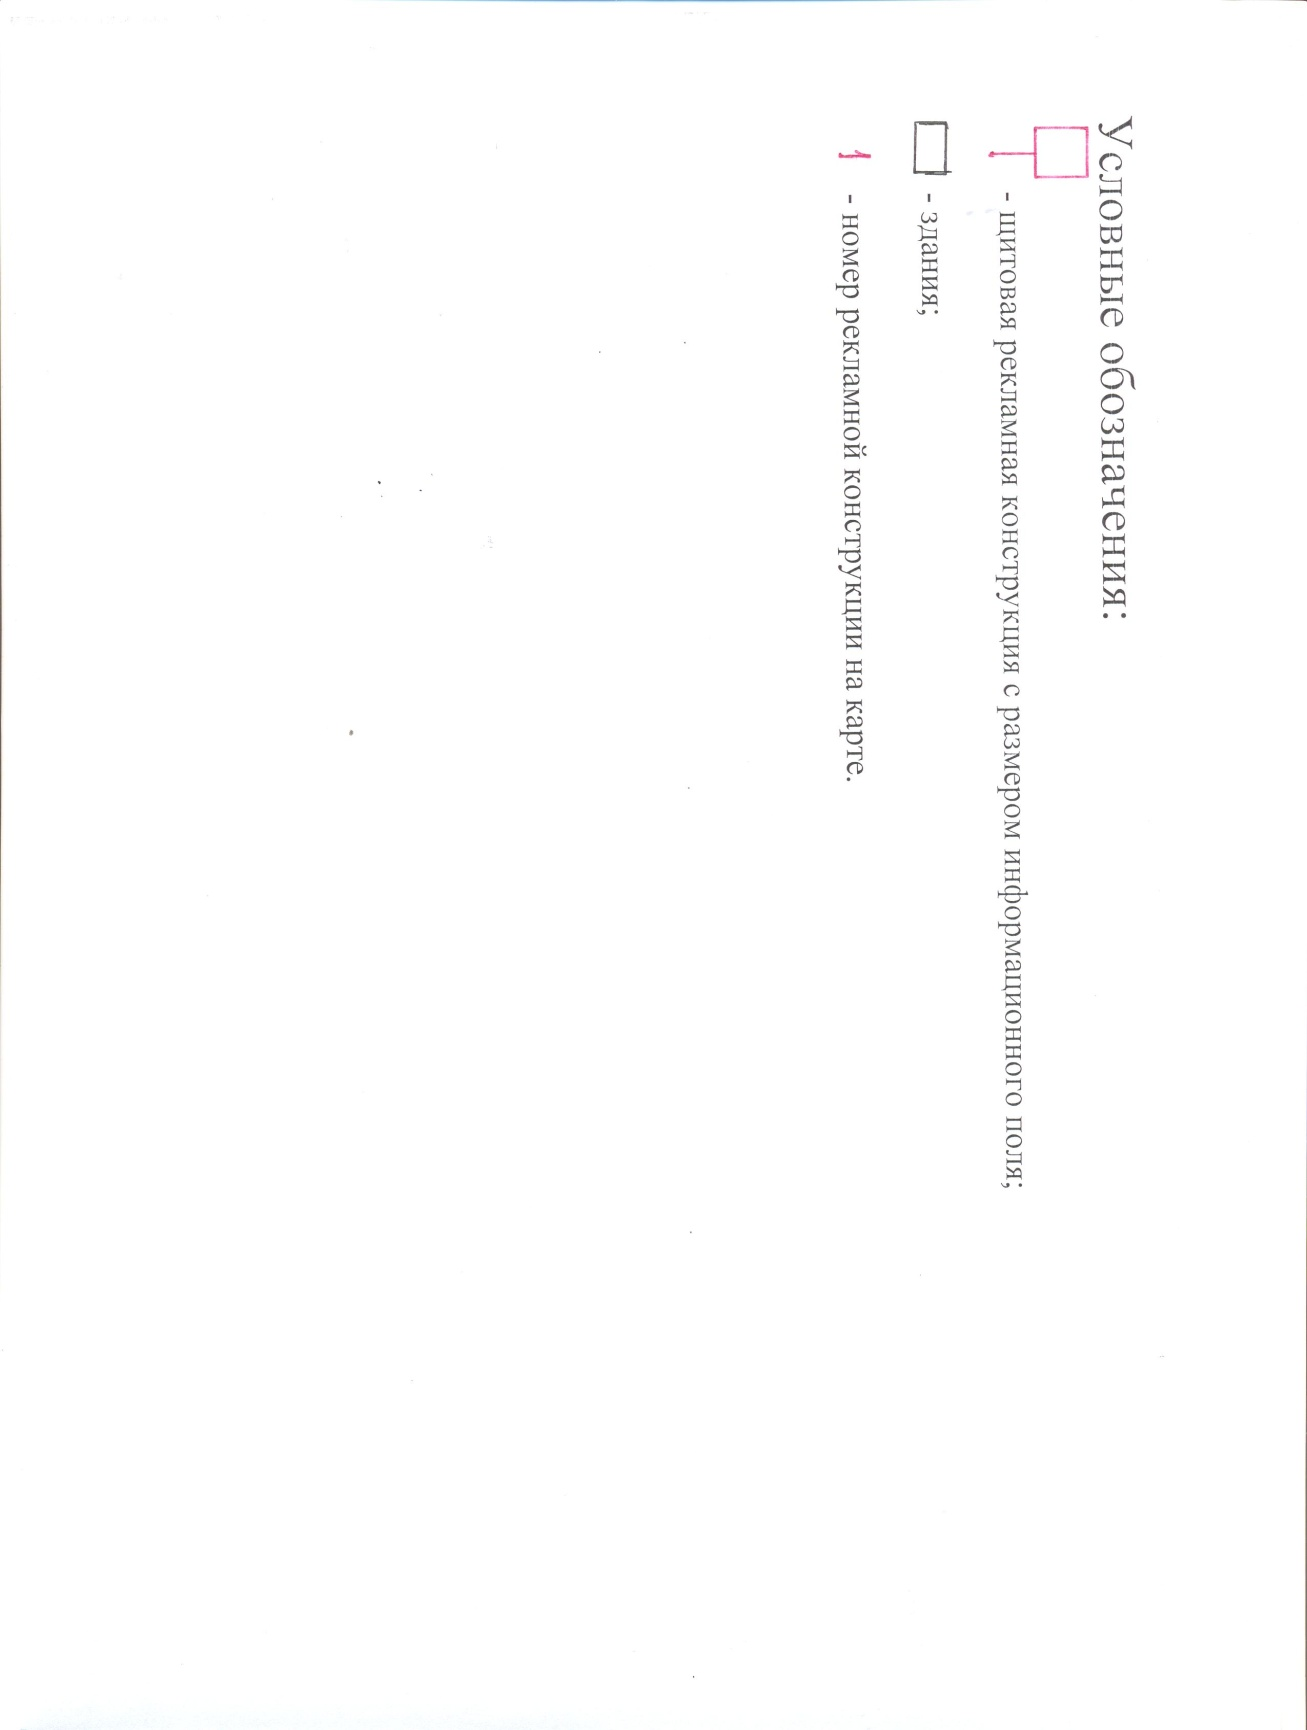 Условные обозначения:
- щитовая рекламная конструкция с размером информационного поля;
- здания;
1 - номер рекламной конструкции на карте.